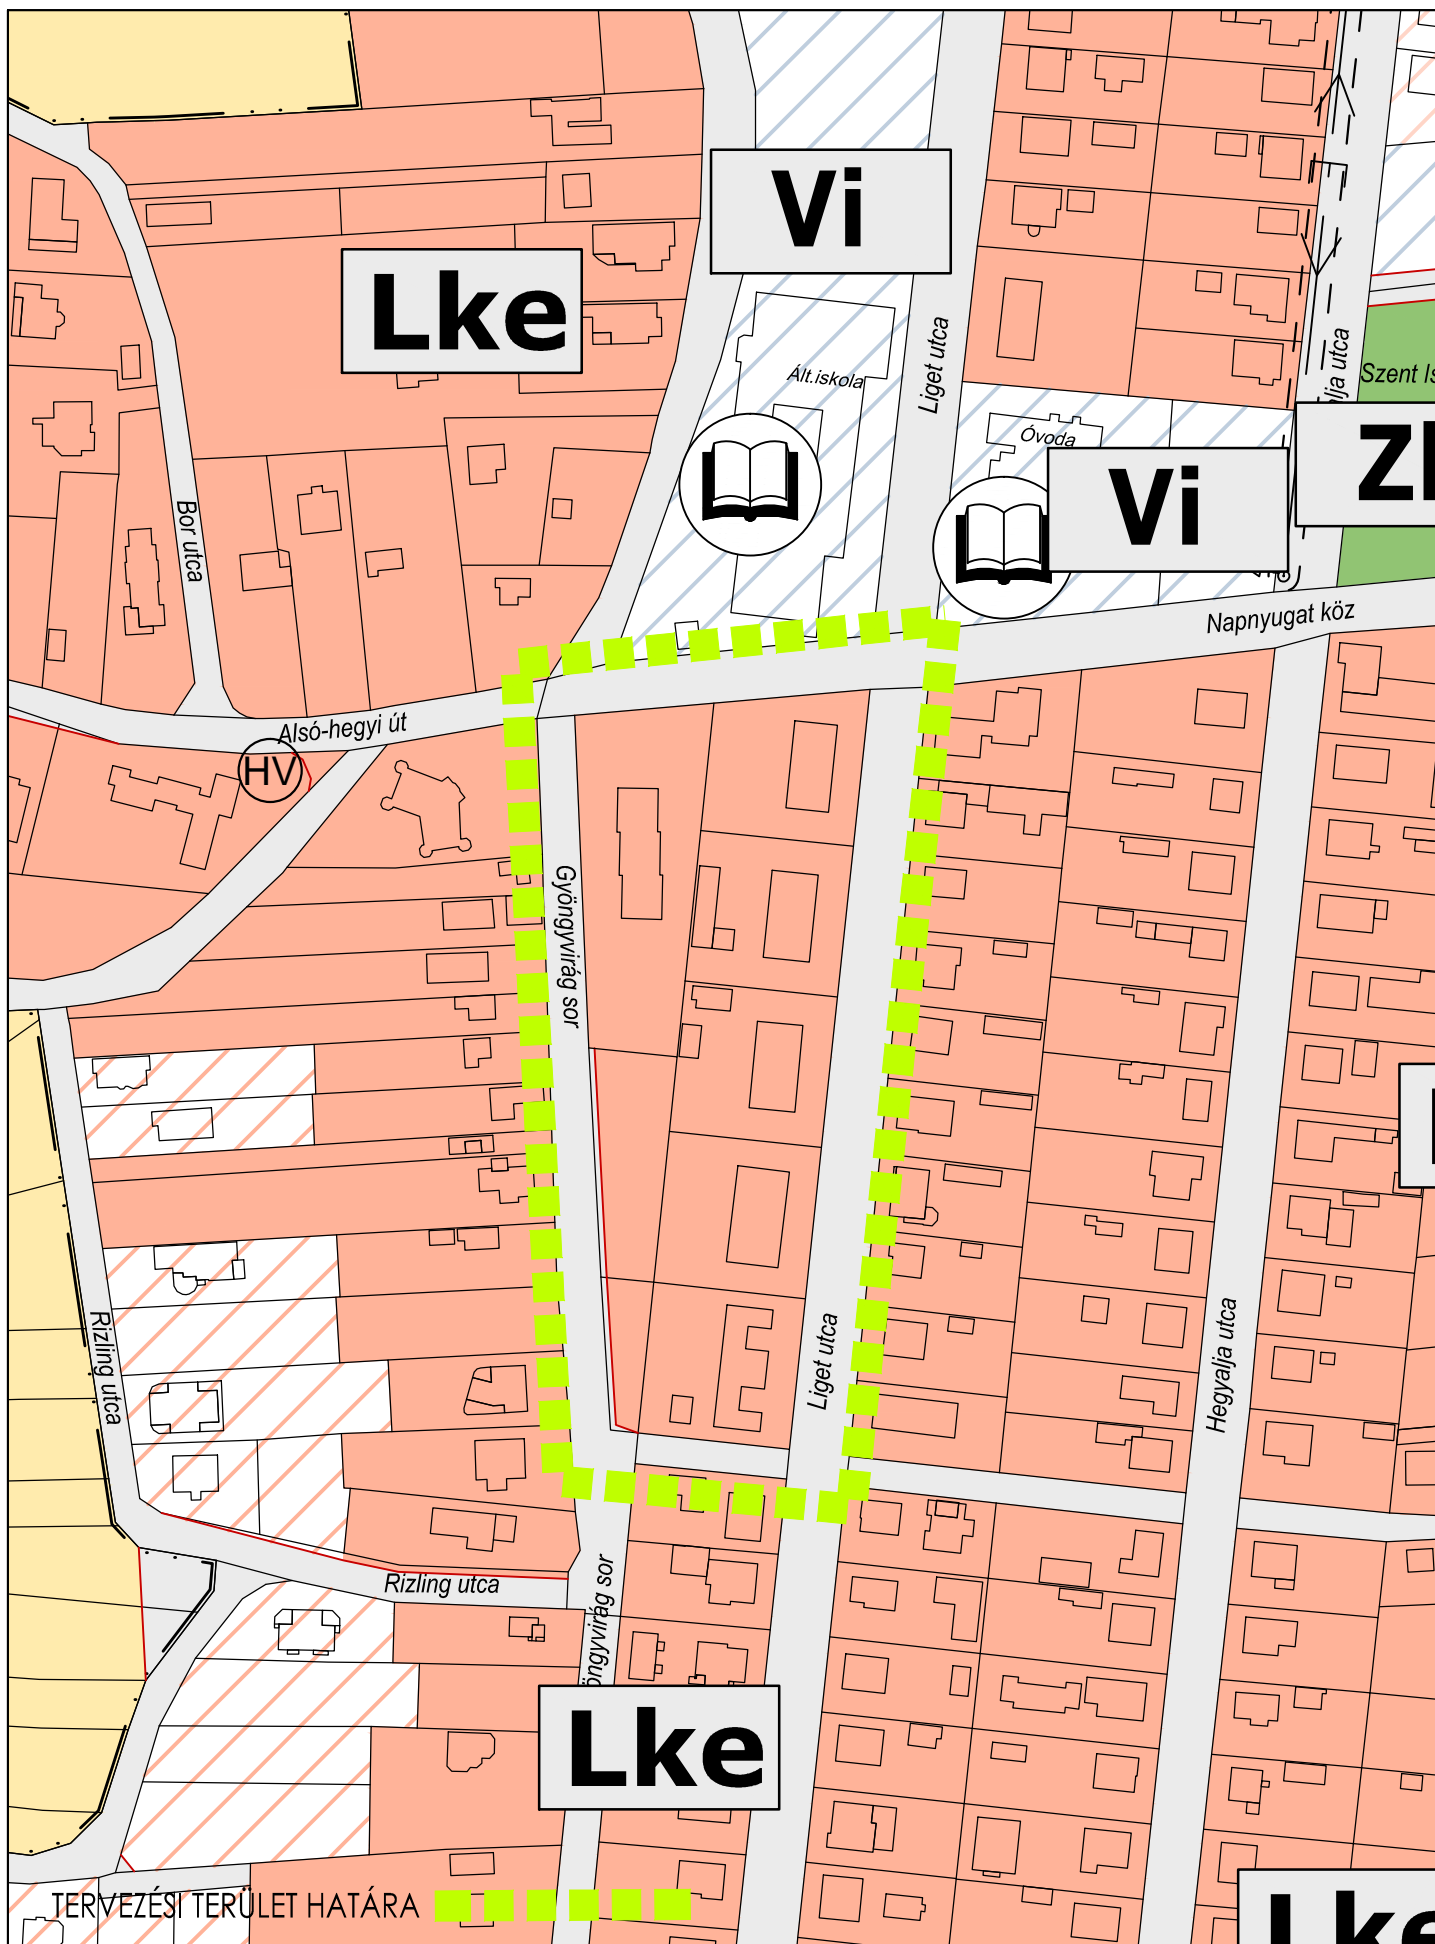 Vi
Lke
Liget utca
Ált.iskola
Szent
Óvoda
Vi
Bor utca
Napnyugat köz
Alsó-hegyi út
HV
Gyöngyvirág sor
Rizling utca
Liget utca
Hegyalja utca
Rizling utca
Lke
TERVEZÉSI TERÜLET HATÁRA
Lke